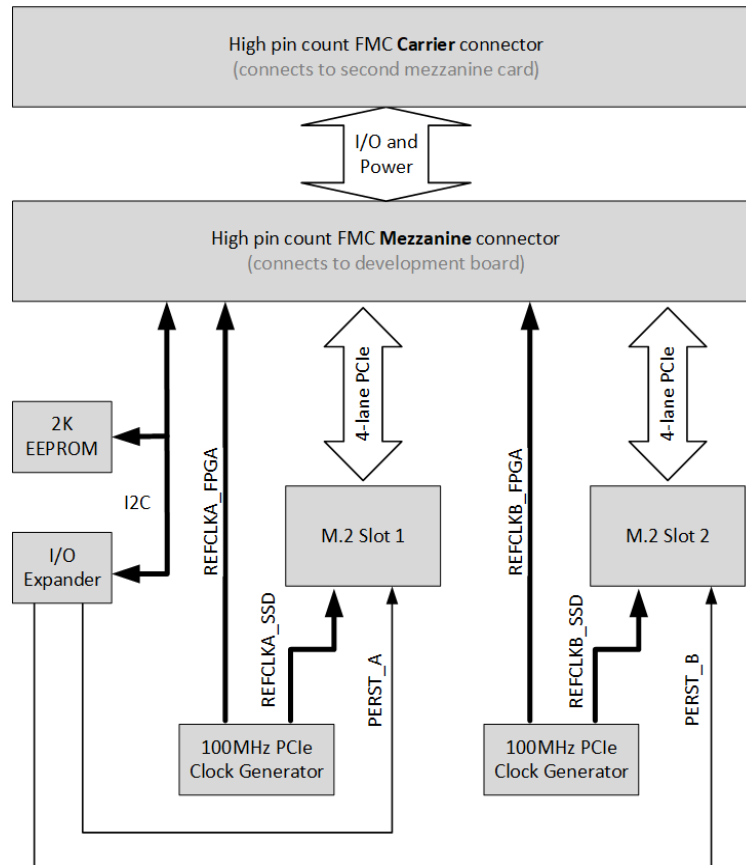 High pin count FMC Carrier connector
(connects to second mezzanine card)
I/O and
Power
High pin count FMC Mezzanine connector
(connects to development board)
2K
EEPROM
I2C
I/O
Expander
REFCLKA_FPGA
4-lane PCIe
M.2 Slot 1
REFCLKA_SSD
PERST_A
100MHz PCIe
Clock Generator
REFCLKB_FPGA
4-lane PCIe
M.2 Slot 2
REFCLKB_SSD
PERST_B
100MHz PCIe
Clock Generator